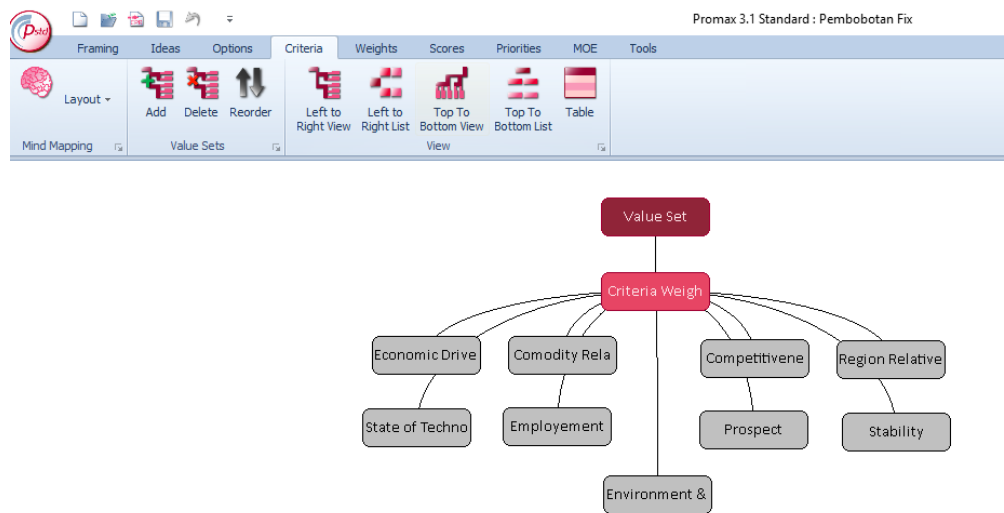 Promax 3.1 Standard : Pembobotan Fix
Pstd
Framing Ideas Options Criteria Weights Scores Priorities MOE Tools
Layout
Add Delete Reorder
Left to Right View
Left to Right List
Top To Bottom View
Top To Bottom List
Table
Mind Mapping Value Sets View
Value Set
Criteria Weigh
Economic Drive Comodity Rela Competitivene Region Relative
State of Techno Employement Prospect Stability
Environment &